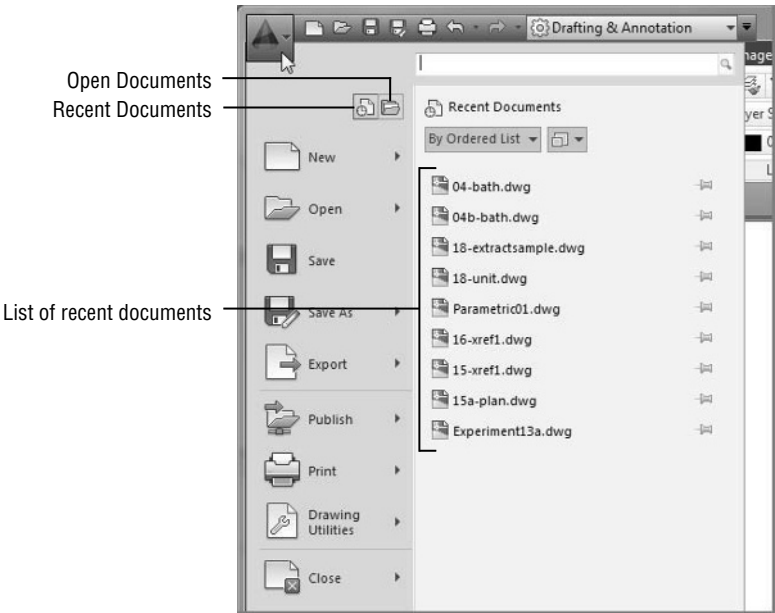 Drafting & Annotation
Open Documents
Recent Documents
List of recent documents
New
Open
Save
Save As
Export
Publish
Print
Drawing
Utilities
Close
Recent Documents
By Ordered List
04-bath.dwg
04b-bath.dwg
18-extractsample.dwg
18-unit.dwg
Parametric01.dwg
16-xref1.dwg
15-xref1.dwg
15a-plan.dwg
Experiment13a.dwg